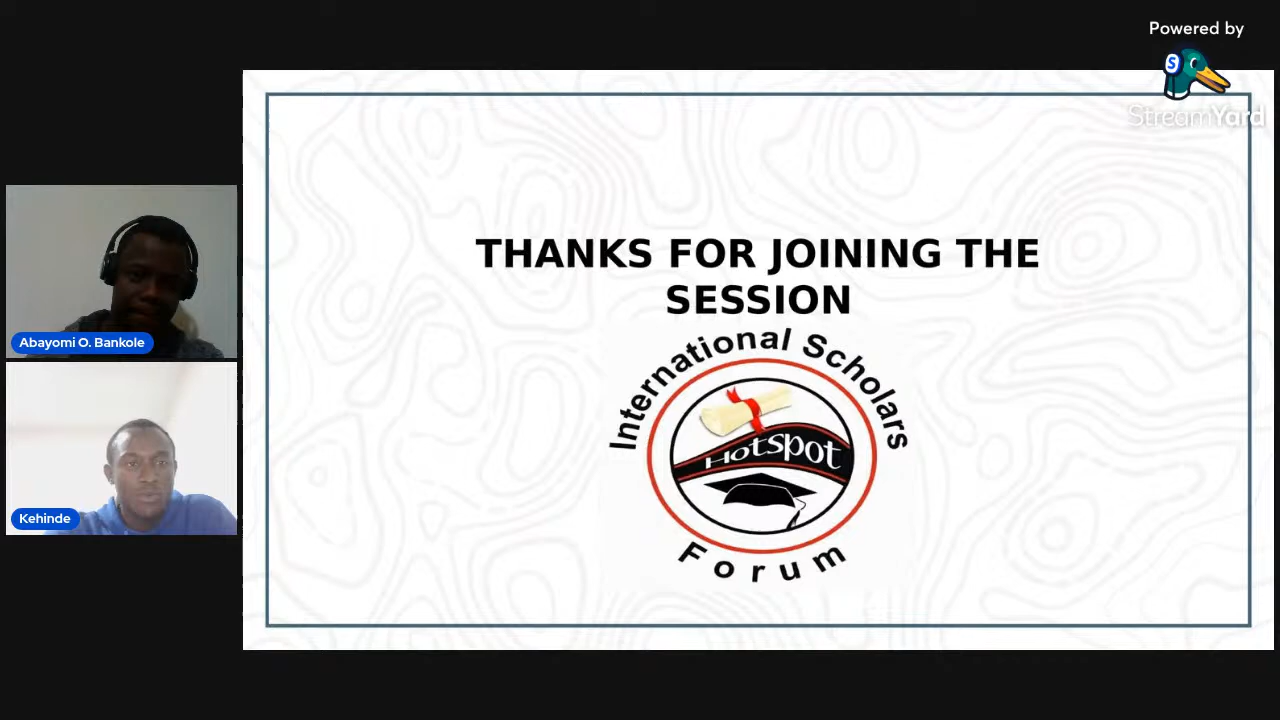 Powered by
S
StreamYard
THANKS FOR JOINING THE
SESSION
International Scholars
Hotspot
Forum
Abayomi O. Bankole
Kehinde